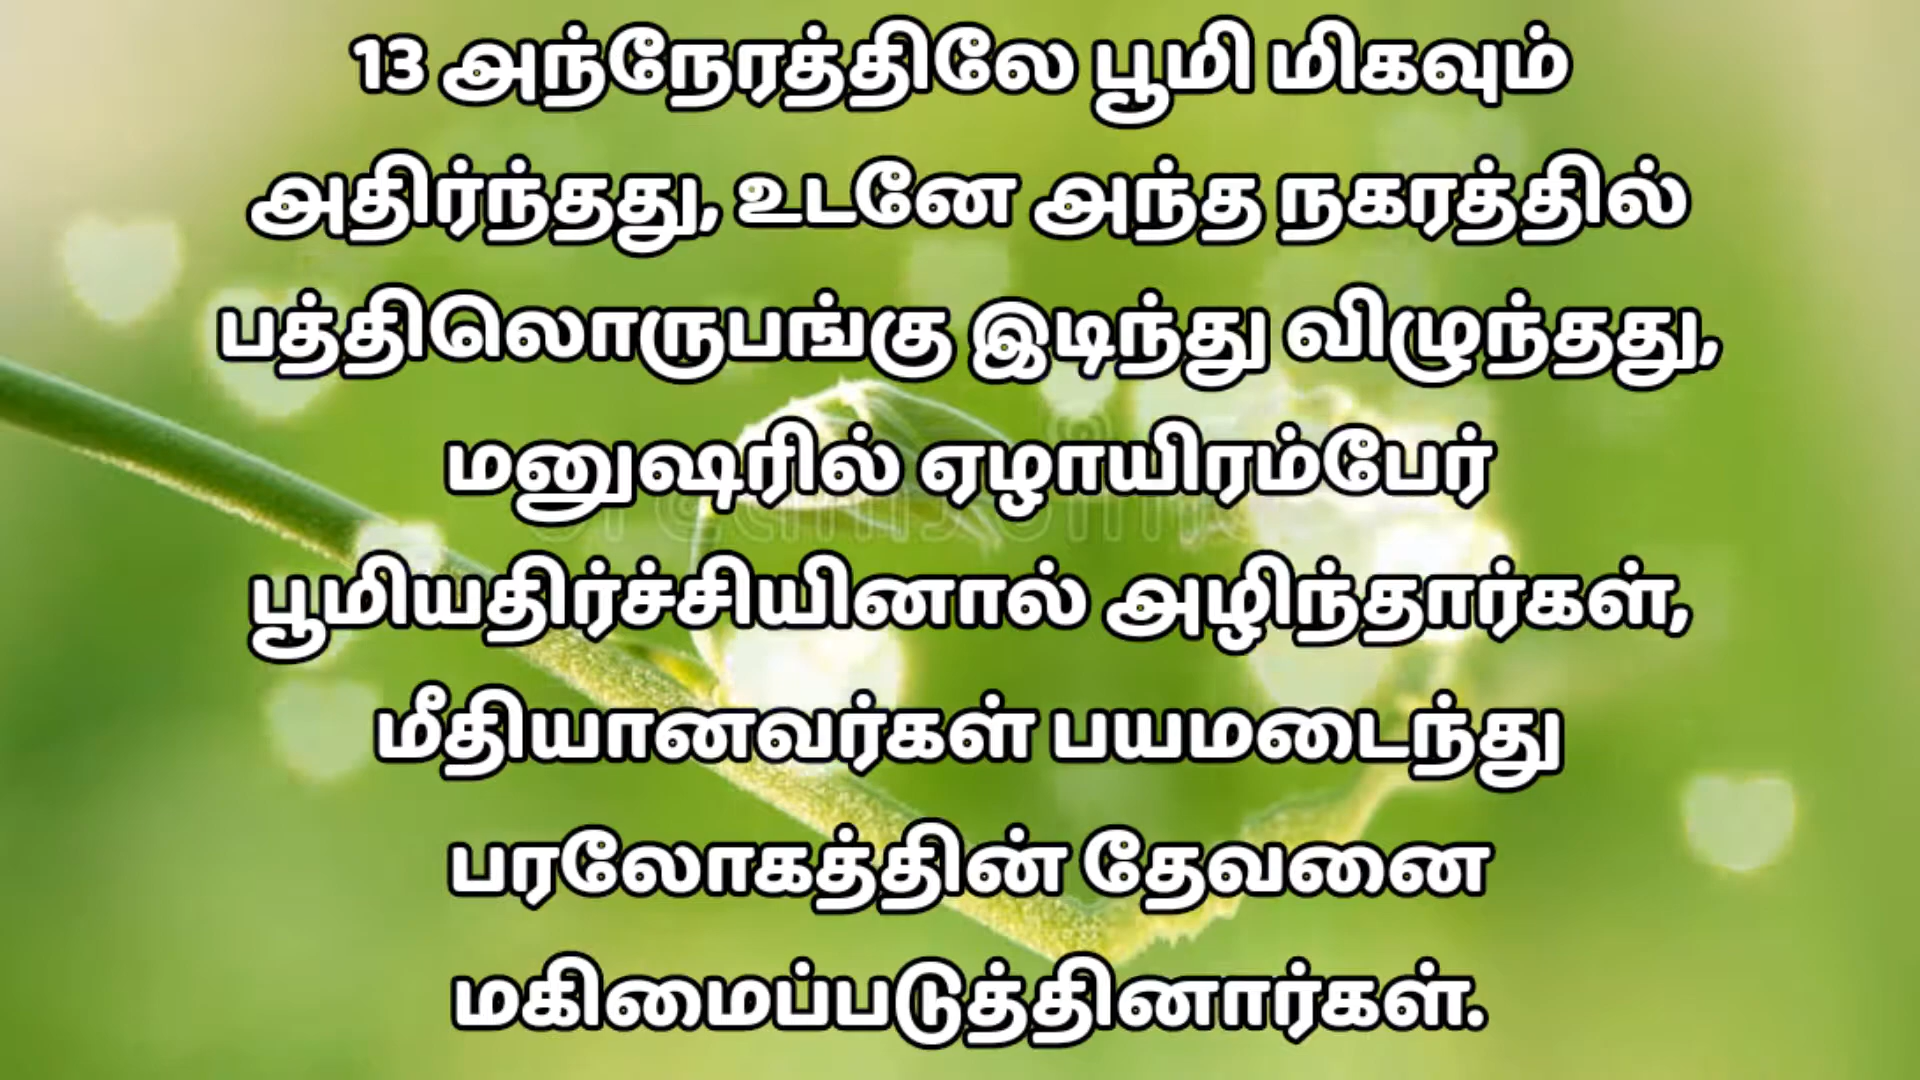 13 அந்நேரத்திலே பூமி மிகவும்
அதிர்ந்தது, உடனே அந்த நகரத்தில்
பத்திலொருபங்கு இடிந்து விழுந்தது,
மனுஷரில் ஏழாயிரம்பேர்
பூமியதிர்ச்சியினால் அழிந்தார்கள்,
மீதியானவர்கள் பயமடைந்து
பரலோகத்தின் தேவனை
மகிமைப்படுத்தினார்கள்.